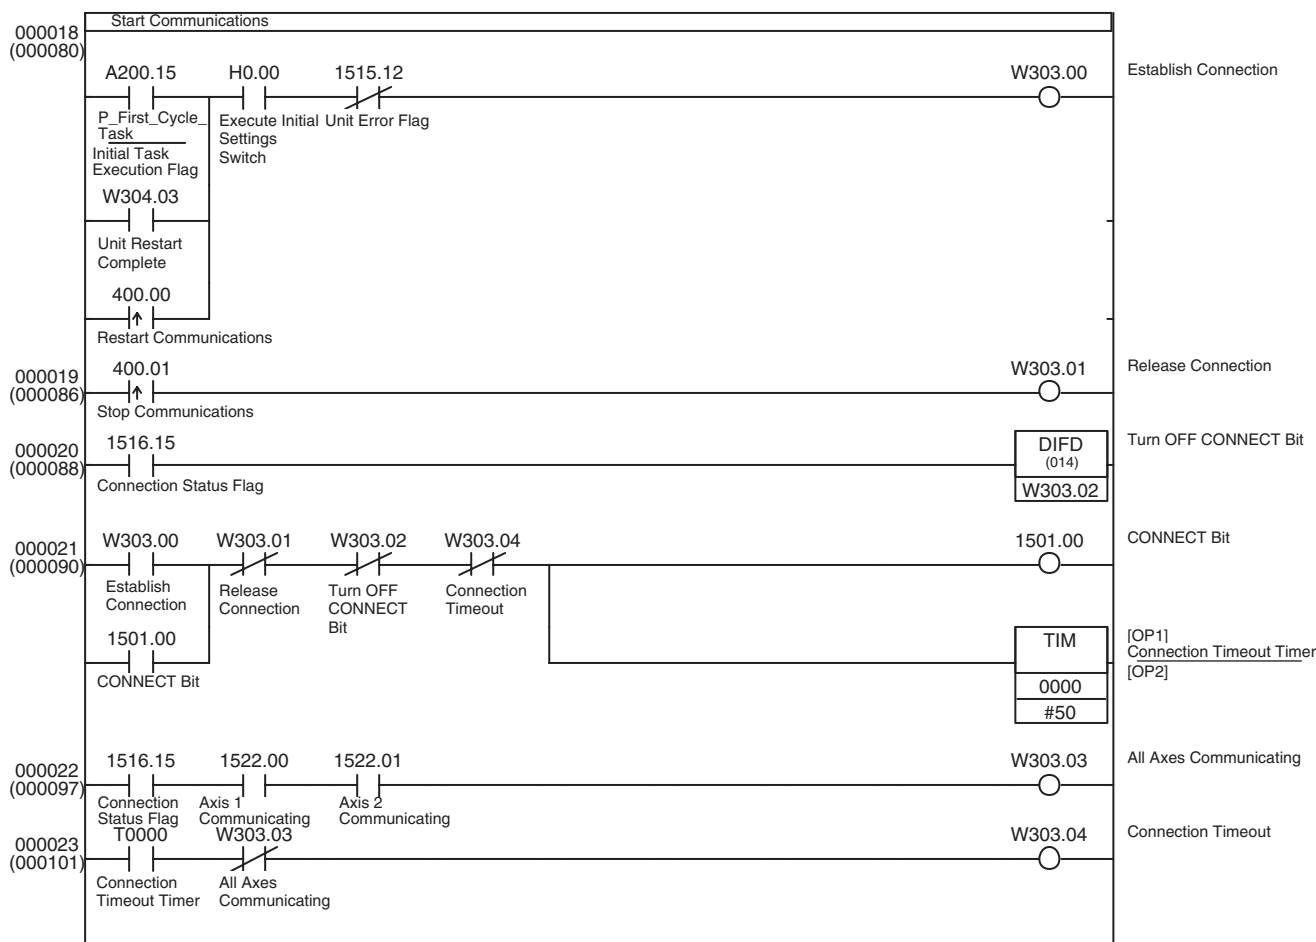 Start Communications
000018
(000080)
A200.15 H0.00 1515.12 W303.00 Establish Connection
P_First_Cycle_
Task
Initial Task
Execution Flag
Execute Initial
Settings
Switch
Unit Error Flag
W304.03
Unit Restart
Complete
400.00
Restart Communications
000019
(000086)
400.01 W303.01 Release Connection
Stop Communications
000020
(000088)
1516.15 DIFD
(014)
W303.02
Turn OFF CONNECT Bit
Connection Status Flag
000021
(000090)
W303.00 W303.01 W303.02 W303.04 1501.00 CONNECT Bit
Establish
Connection
Release
Connection
Turn OFF
CONNECT
Bit
Connection
Timeout
1501.00
CONNECT Bit
TIM
0000
#50
[OP1]
Connection Timeout Timer
[OP2]
000022
(000097)
1516.15 1522.00 1522.01 W303.03 All Axes Communicating
Connection
Status Flag
Axis 1
Communicating
Axis 2
Communicating
000023
(000101)
T0000 W303.03 W303.04 Connection Timeout
Connection
Timeout Timer
All Axes
Communicating